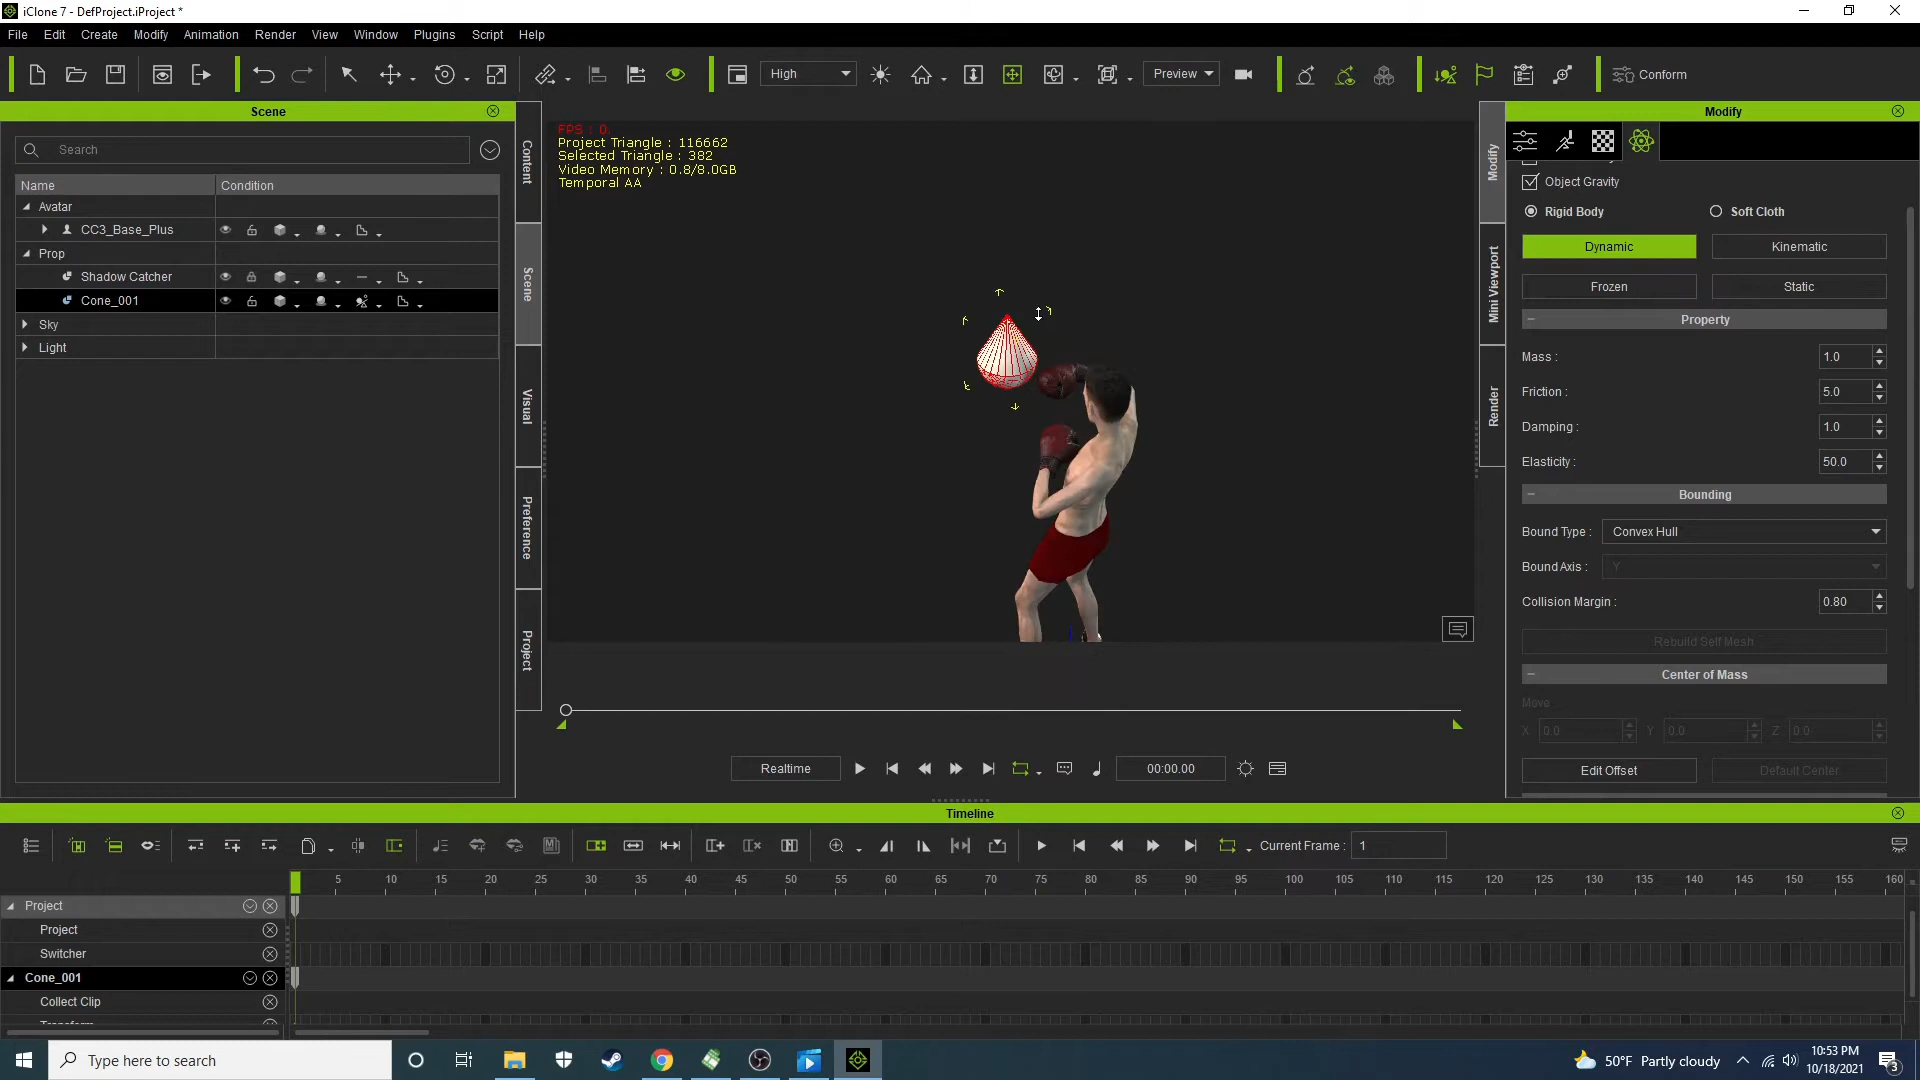 iClone 7 - DefProject.iProject *
File Edit Create Modify Animation Render View Window Plugins Script Help
High
Preview
Conform
Scene
Search
Name Condition
Avatar
CC3_Base_Plus
Prop
Shadow Catcher
Cone_001
Sky
Light
Content
Scene
Visual
Preference
Project
FPS : 0.
Project Triangle : 116662
Selected Triangle : 382
Video Memory : 0.8/8.0GB
Temporal AA
Modify
Mini Viewport
Render
Modify
Object Gravity
Rigid Body Soft Cloth
Dynamic Kinematic
Frozen Static
Property
Mass : 1.0
Friction : 5.0
Damping : 1.0
Elasticity : 50.0
Bounding
Bound Type : Convex Hull
Bound Axis : Y
Collision Margin : 0.80
Rebuild Self Mesh
Center of Mass
Move
X 0.0 Y 0.0 Z 0.0
Edit Offset Default Center
Realtime 00:00.00
Timeline
Current Frame : 1
5 10 15 20 25 30 35 40 45 50 55 60 65 70 75 80 85 90 95 100 105 110 115 120 125 130 135 140 145 150 155 160
Project
Project
Switcher
Cone_001
Collect Clip
Type here to search
50°F Partly cloudy
10:53 PM
10/18/2021
3